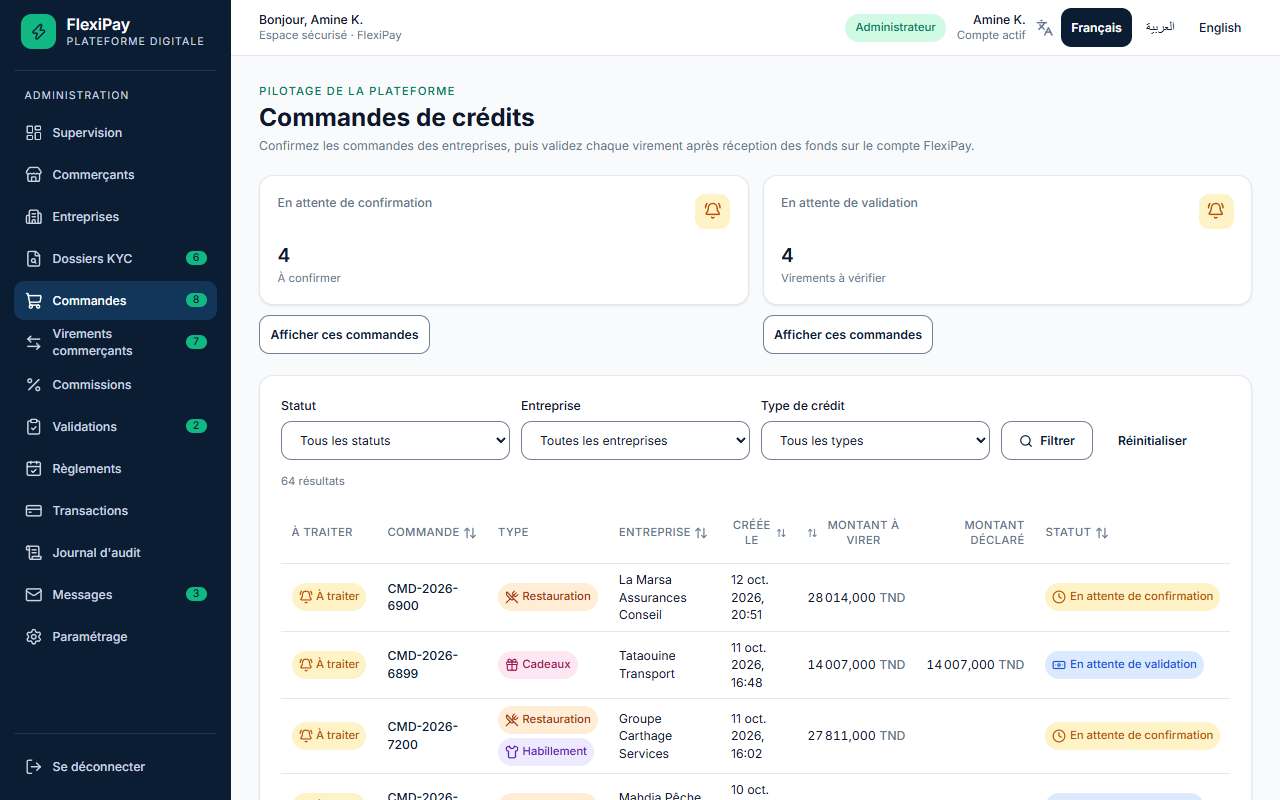 FlexiPay
PLATEFORME DIGITALE
ADMINISTRATION
Supervision
Commerçants
Entreprises
Dossiers KYC 6
Commandes 8
Virements commerçants 7
Commissions
Validations 2
Règlements
Transactions
Journal d'audit
Messages 3
Paramétrage
Se déconnecter
Bonjour, Amine K.
Espace sécurisé · FlexiPay
Administrateur
Amine K.
Compte actif
Français
العربية
English
PILOTAGE DE LA PLATEFORME
Commandes de crédits
Confirmez les commandes des entreprises, puis validez chaque virement après réception des fonds sur le compte FlexiPay.
En attente de confirmation
4
À confirmer
Afficher ces commandes
En attente de validation
4
Virements à vérifier
Afficher ces commandes
Statut Entreprise Type de crédit
Tous les statuts Toutes les entreprises Tous les types Filtrer Réinitialiser
64 résultats
À TRAITER COMMANDE TYPE ENTREPRISE CRÉÉE LE MONTANT À VIRER MONTANT DÉCLARÉ STATUT
À traiter CMD-2026-6900 Restauration La Marsa Assurances Conseil 12 oct. 2026, 20:51 28 014,000 TND En attente de confirmation
À traiter CMD-2026-6899 Cadeaux Tataouine Transport 11 oct. 2026, 16:48 14 007,000 TND 14 007,000 TND En attente de validation
À traiter CMD-2026-7200 Restauration Habillement Groupe Carthage Services 11 oct. 2026, 16:02 27 811,000 TND En attente de confirmation
CMD-2026- Mahdia Pêche 10 oct.